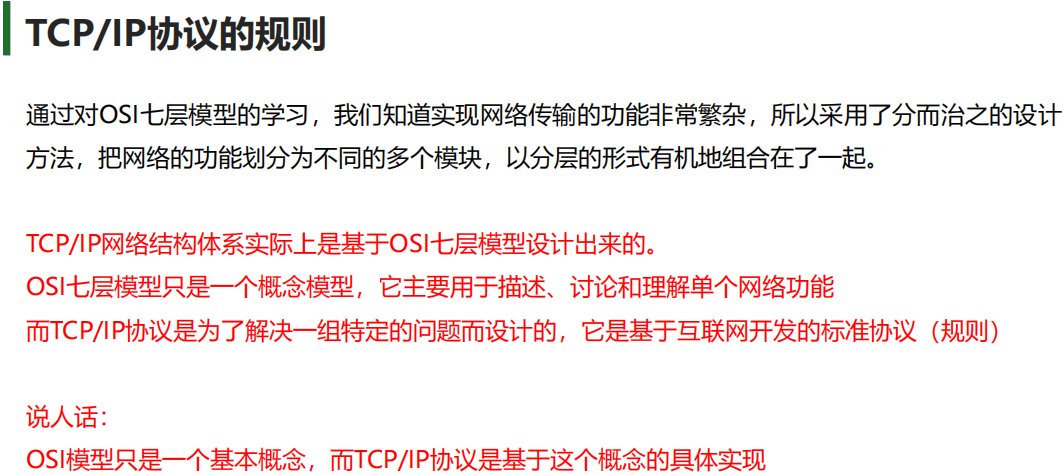 TCP/IP协议的规则
通过对OSI七层模型的学习，我们知道实现网络传输的功能非常繁杂，所以采用了分而治之的设计
方法，把网络的功能划分为不同的多个模块，以分层的形式有机地组合在了一起。
TCP/IP网络结构体系实际上是基于OSI七层模型设计出来的。
OSI七层模型只是一个概念模型，它主要用于描述、讨论和理解单个网络功能
而TCP/IP协议是为了解决一组特定的问题而设计的，它是基于互联网开发的标准协议（规则）
说人话：
OSI模型只是一个基本概念，而TCP/IP协议是基于这个概念的具体实现